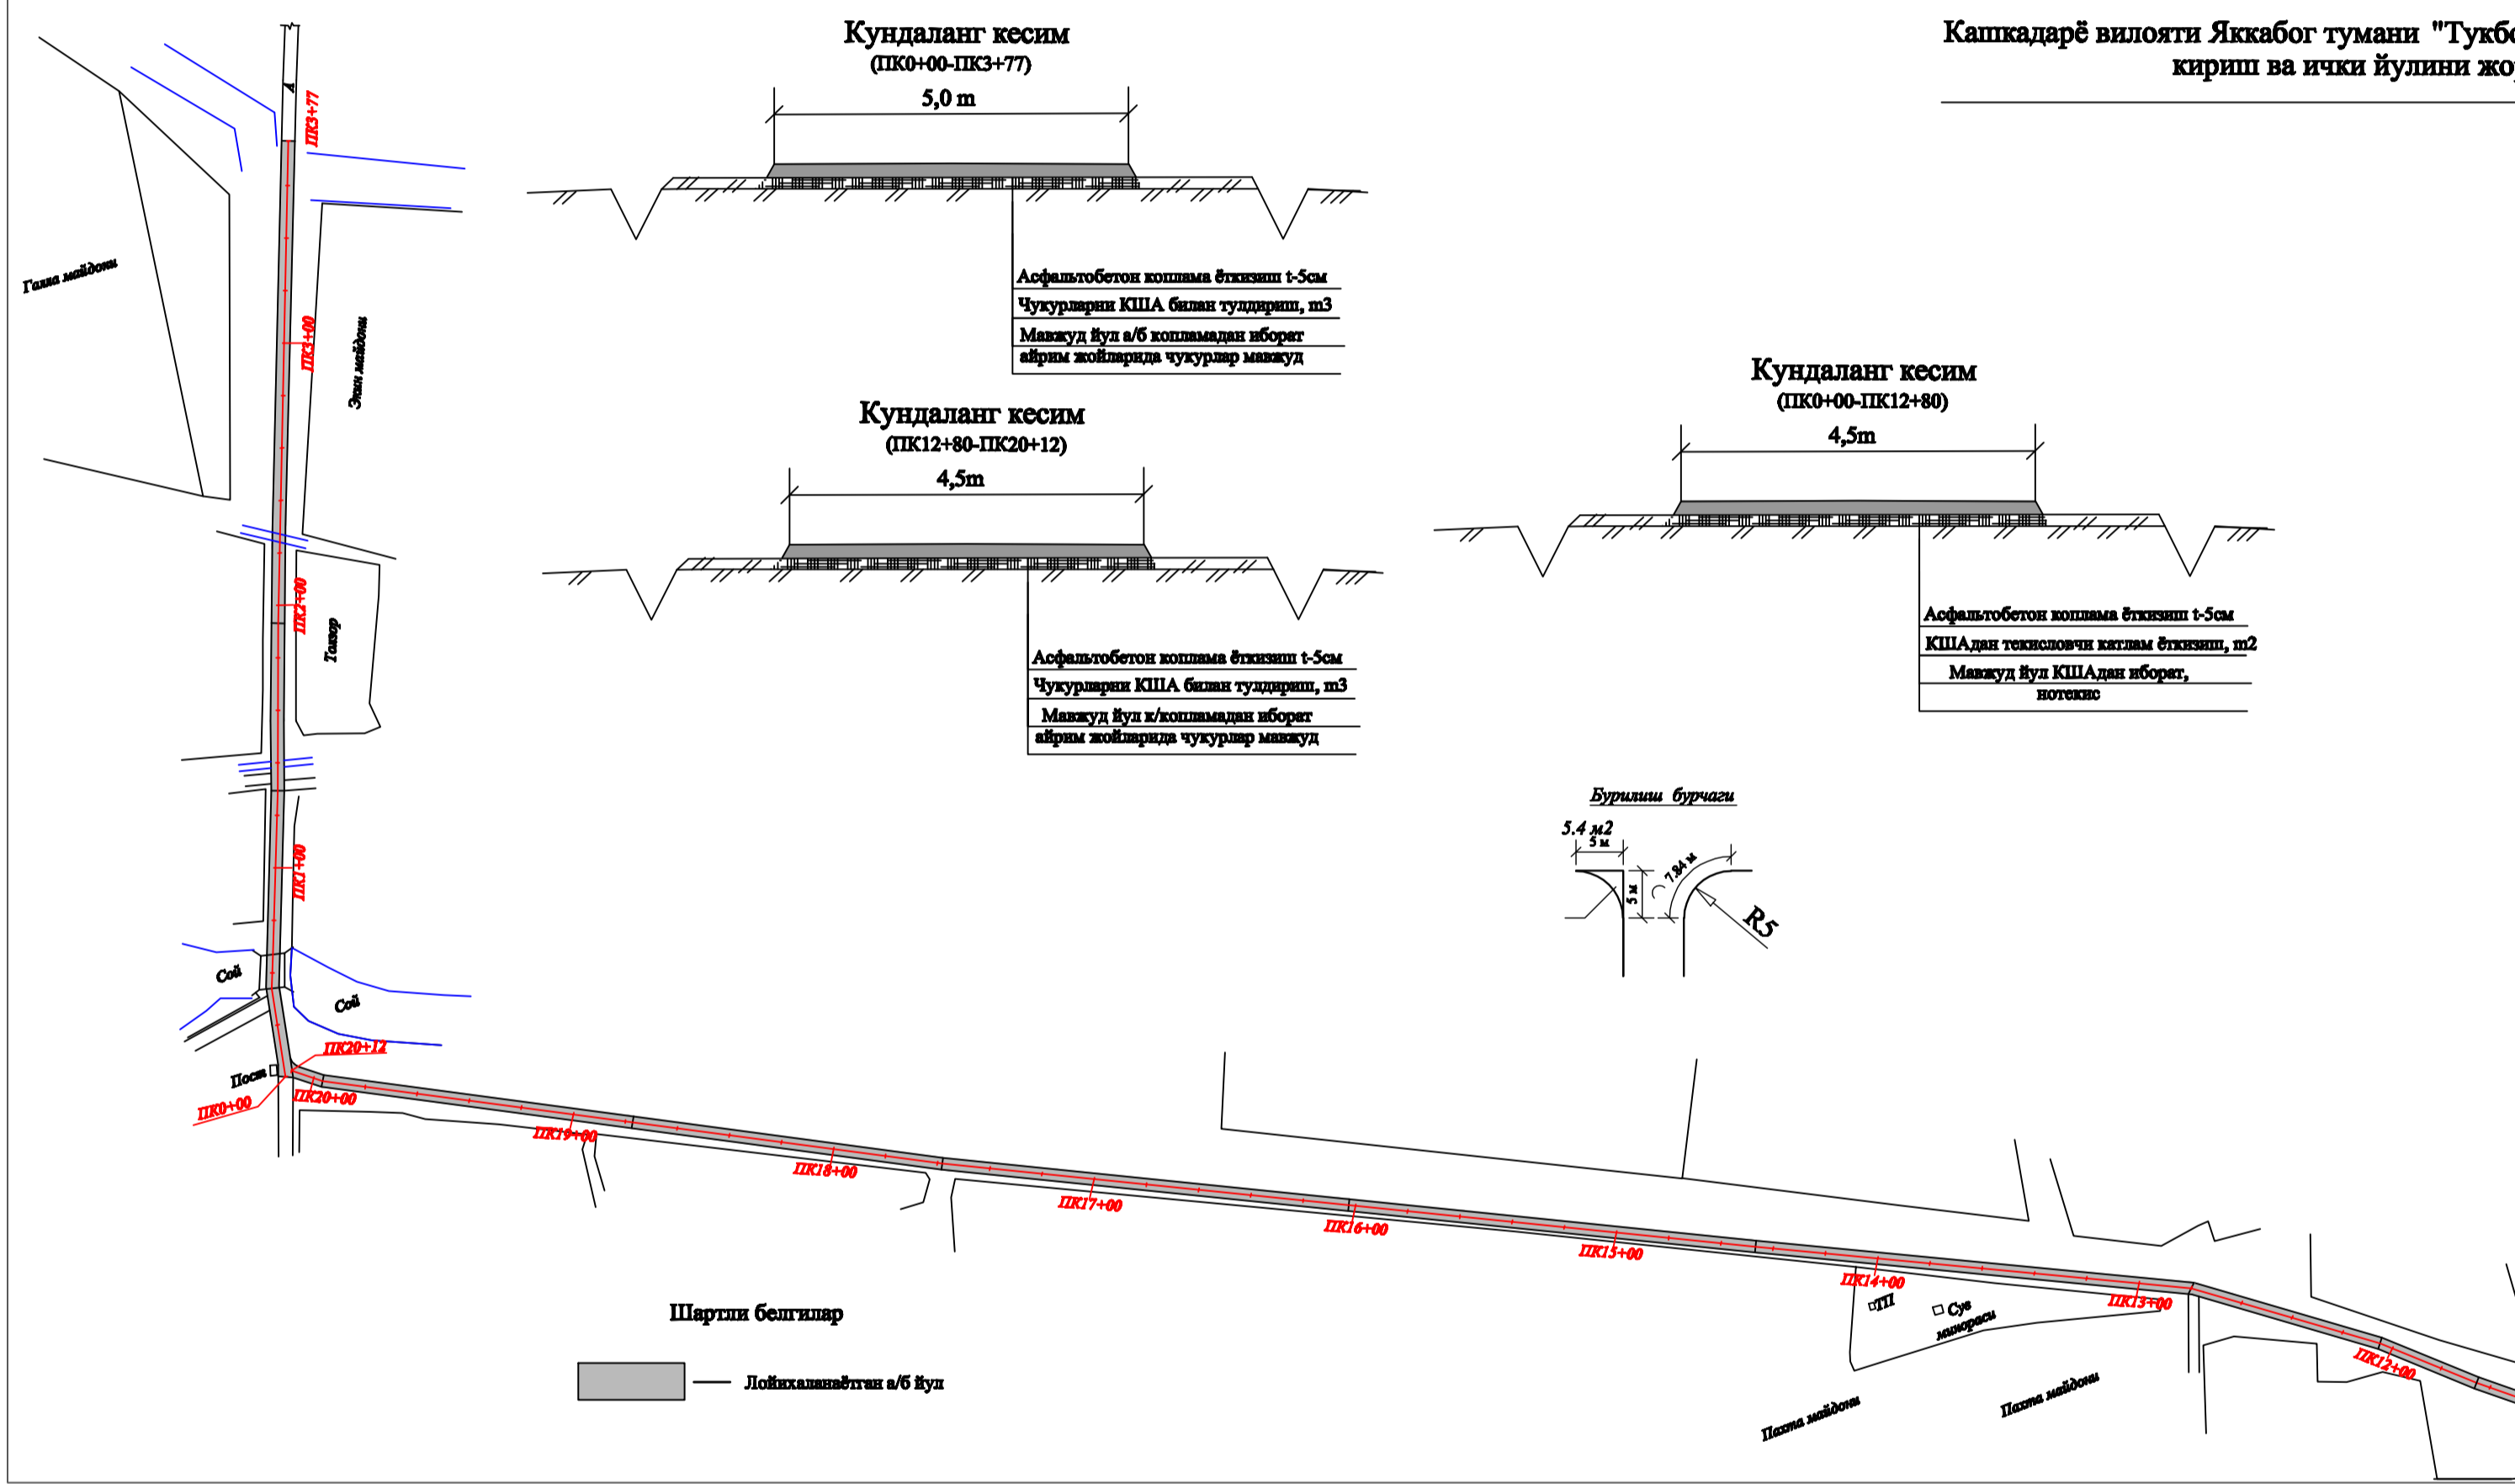 Кашкадарё вилояти Яккабог тумани "Тукбо
кириш ва ички йулини жо
Кундаланг кесим
(ПК0+00-ПК3+77)
5,0 m
Асфальтобетон коплама ёткизиш t-5см
Чукурларни КША билан тулдириш, m3
Мавжуд йул а/б копламадан иборат
айрим жойларида чукурлар мавжуд
Кундаланг кесим
(ПК12+80-ПК20+12)
4,5m
Асфальтобетон коплама ёткизиш t-5см
Чукурларни КША билан тулдириш, m3
Мавжуд йул к/копламадан иборат
айрим жойларида чукурлар мавжуд
Кундаланг кесим
(ПК0+00-ПК12+80)
4,5m
Асфальтобетон коплама ёткизиш t-5см
КШАдан текисловчи катлам ёткизиш, m2
Мавжуд йул КШАдан иборат,
нотекис
Бурилиш бурчаги
5.4 м2
5 м
5 м
7.84 м
R5
А
ПК3+77
Галла майдони
ПК3+00
Экин майдони
ПК2+00
Толзор
ПК1+00
Сой
Сой
ПК20+12
Пост
ПК0+00
ПК20+00
ПК19+00
ПК18+00
ПК17+00
ПК16+00
ПК15+00
ПК14+00
ПК13+00
ПК12+00
ТП
Сув
минораси
Пахта майдони
Пахта майдони
Шартли белгилар
Лойихаланаётган а/б йул